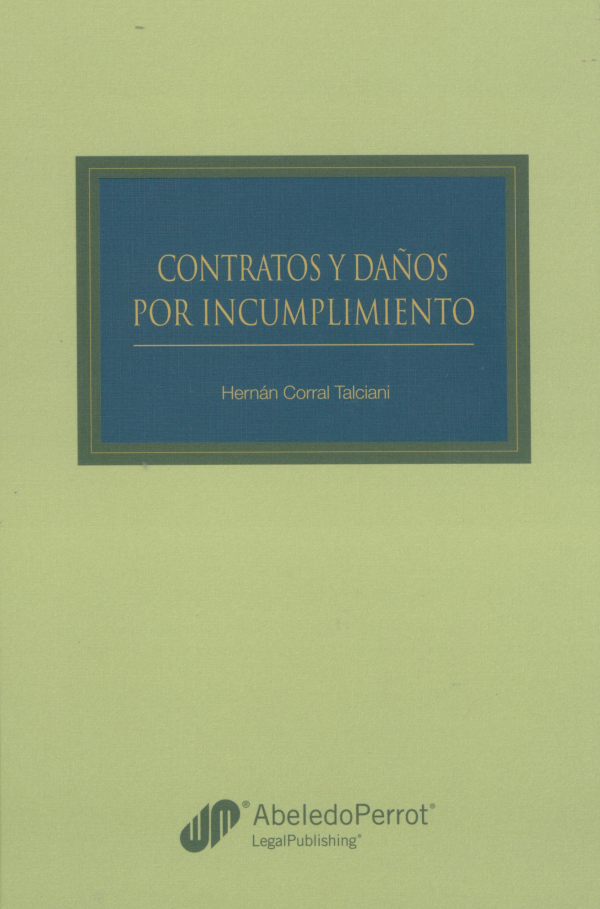 CONTRATOS Y DAÑOS
POR INCUMPLIMIENTO
Hernán Corral Talciani
® AbeledoPerrot®
LegalPublishing®